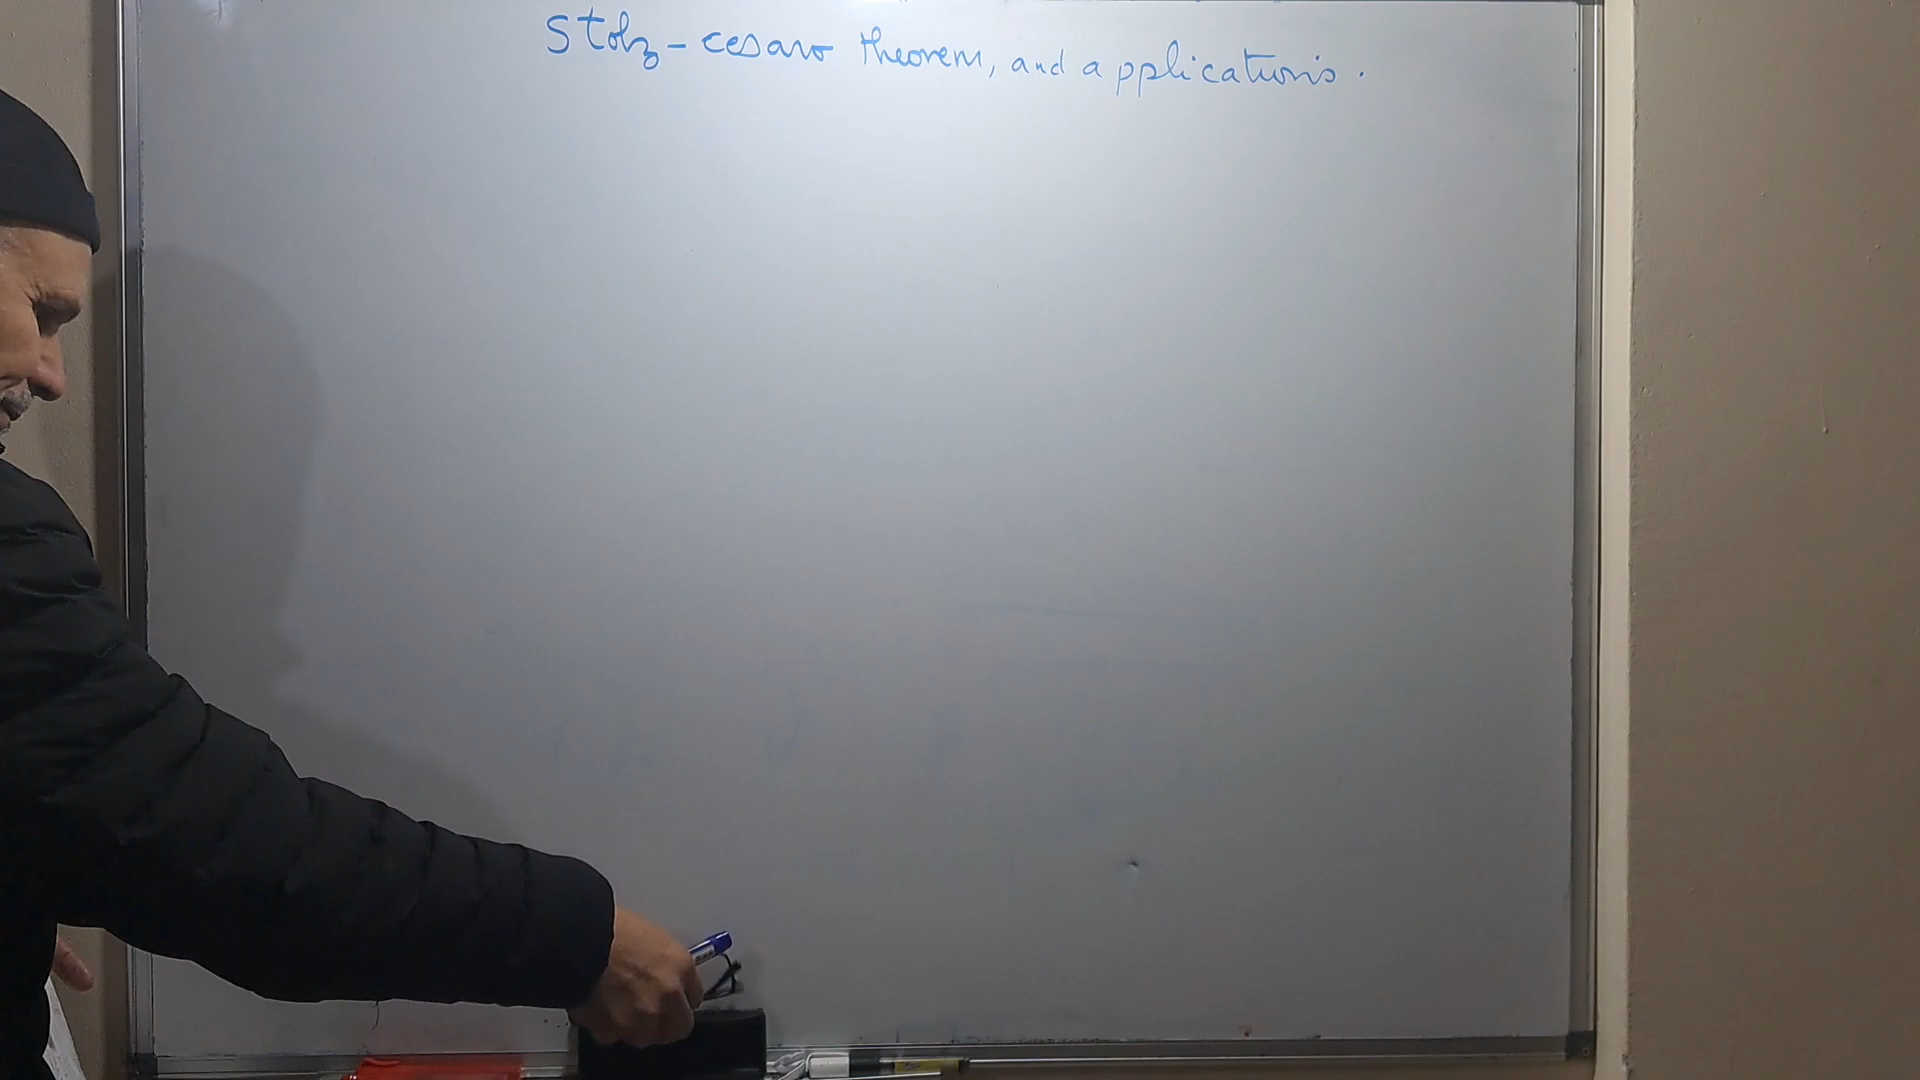 Stolz - cesaro theorem, and applications.